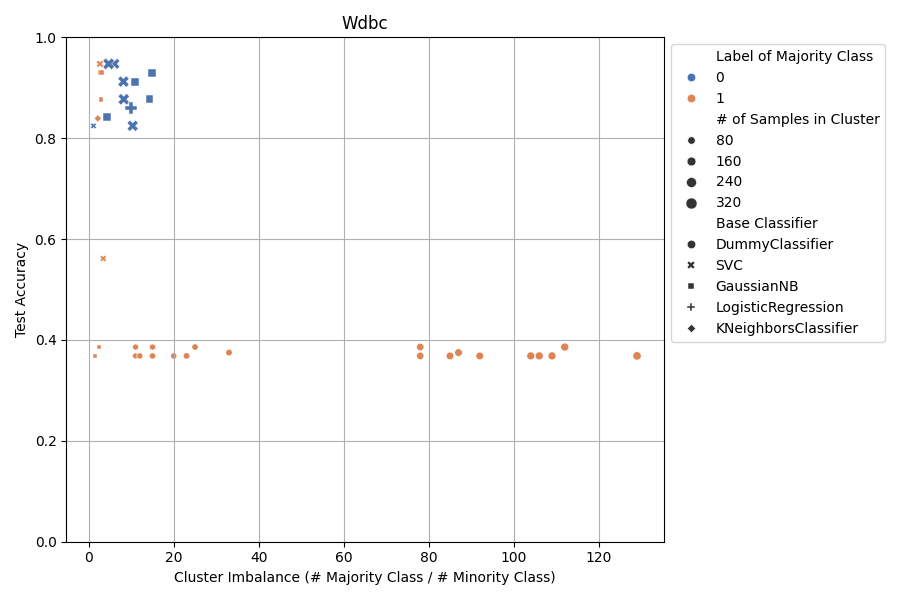 Wdbc
1.0
0.8
0.6
0.4
0.2
0.0
Test Accuracy
0
20
40
60
80
100
120
Cluster Imbalance (# Majority Class / # Minority Class)
Label of Majority Class
0
1
# of Samples in Cluster
80
160
240
320
Base Classifier
DummyClassifier
SVC
GaussianNB
LogisticRegression
KNeighborsClassifier